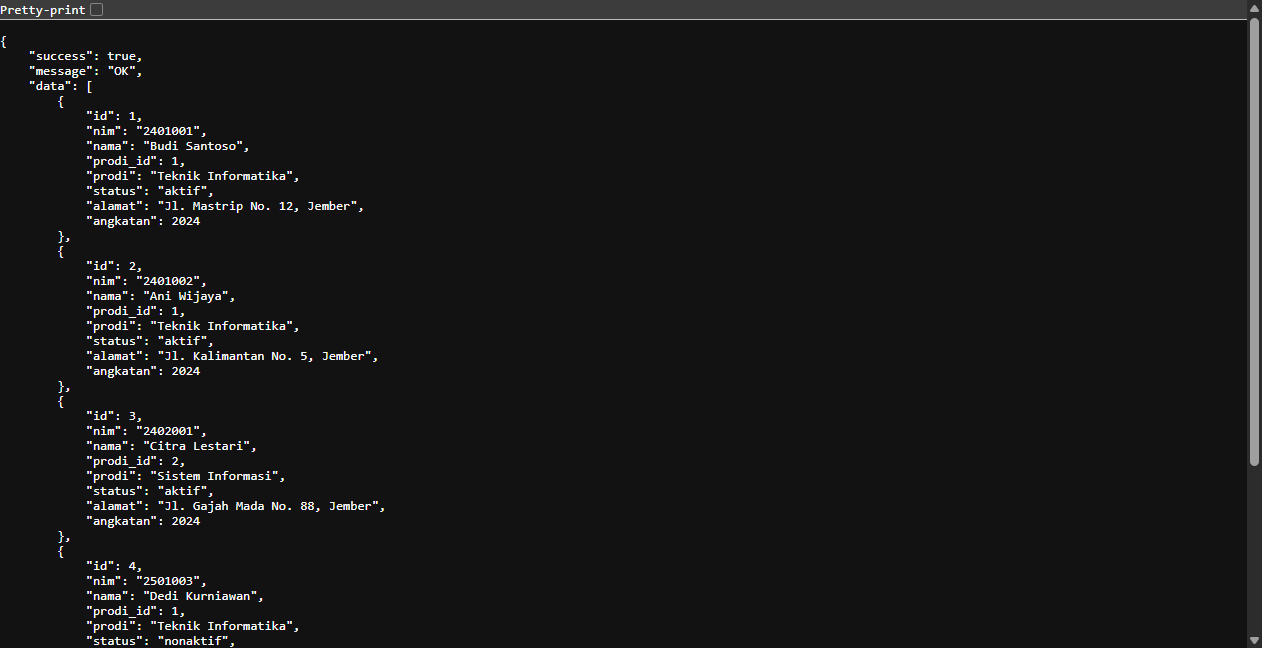 Pretty-print
{
    "success": true,
    "message": "OK",
    "data": [
        {
            "id": 1,
            "nim": "2401001",
            "nama": "Budi Santoso",
            "prodi_id": 1,
            "prodi": "Teknik Informatika",
            "status": "aktif",
            "alamat": "Jl. Mastrip No. 12, Jember",
            "angkatan": 2024
        },
        {
            "id": 2,
            "nim": "2401002",
            "nama": "Ani Wijaya",
            "prodi_id": 1,
            "prodi": "Teknik Informatika",
            "status": "aktif",
            "alamat": "Jl. Kalimantan No. 5, Jember",
            "angkatan": 2024
        },
        {
            "id": 3,
            "nim": "2402001",
            "nama": "Citra Lestari",
            "prodi_id": 2,
            "prodi": "Sistem Informasi",
            "status": "aktif",
            "alamat": "Jl. Gajah Mada No. 88, Jember",
            "angkatan": 2024
        },
        {
            "id": 4,
            "nim": "2501003",
            "nama": "Dedi Kurniawan",
            "prodi_id": 1,
            "prodi": "Teknik Informatika",
            "status": "nonaktif",